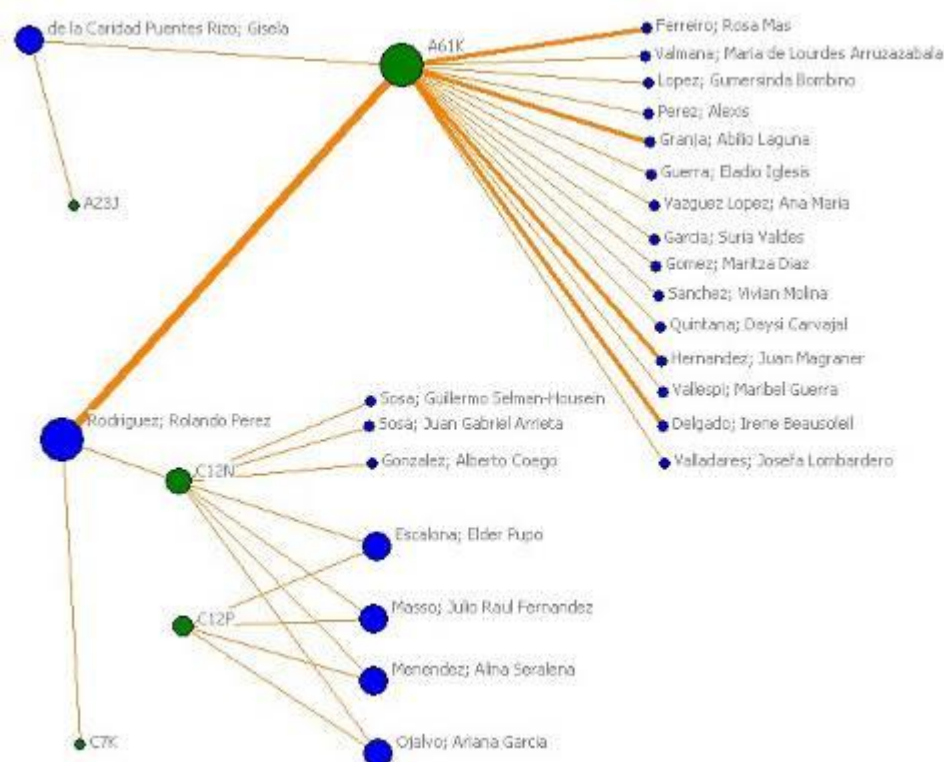 de la Caridad Puentes Rizo; Gisela
A61K
Ferreiro; Rosa Mas
Valmana; Maria de Lourdes Arruzazabala
Lopez; Gumersinda Bombino
Perez; Alexis
Granja; Abilio Laguna
Guerra; Eladio Iglesis
Vazquez Lopez; Ana Maria
Garcia; Suria Valdes
Gomez; Maritza Diaz
Sanchez; Vivian Molina
Quintana; Daysi Carvajal
Hernandez; Juan Magraner
Vallespi; Maribel Guerra
Delgado; Irene Beausoleil
Valladares; Josefa Lombardero
A23J
Rodriguez; Rolando Perez
Sosa; Guillermo Selman-Housein
Sosa; Juan Gabriel Arrieta
Gonzalez; Alberto Coego
C12N
Escalona; Elder Pupo
Masso; Julio Raul Fernandez
C12P
Menendez; Alina Seralena
Ojalvo; Ariana Garcia
C7K